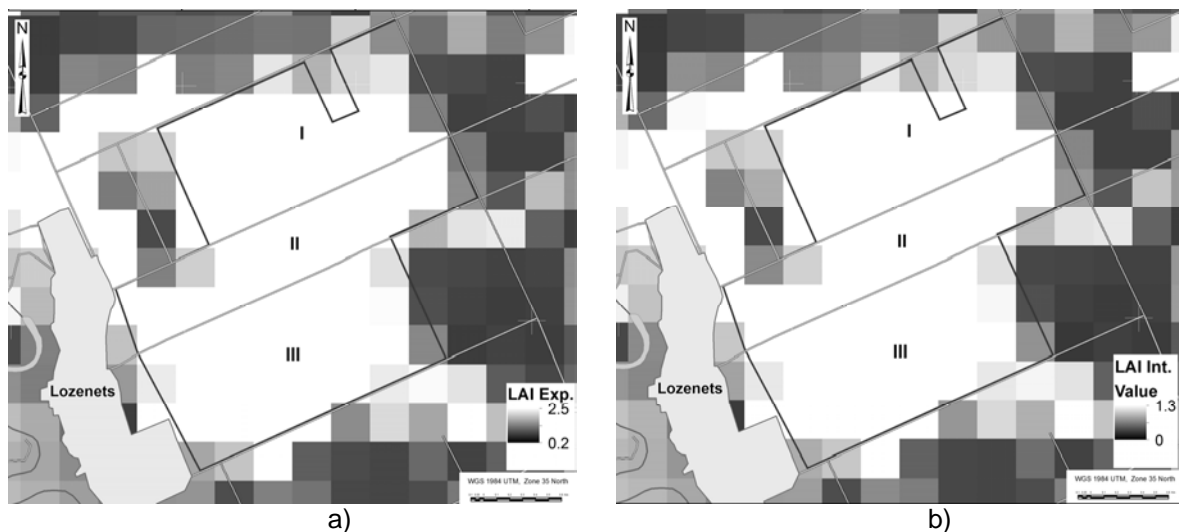 N
I
II
III
Lozenets
LAI Exp.
2.5
0.2
WGS 1984 UTM, Zone 35 North
a)
N
I
II
III
Lozenets
LAI Int.
Value
1.3
0
WGS 1984 UTM, Zone 35 North
b)